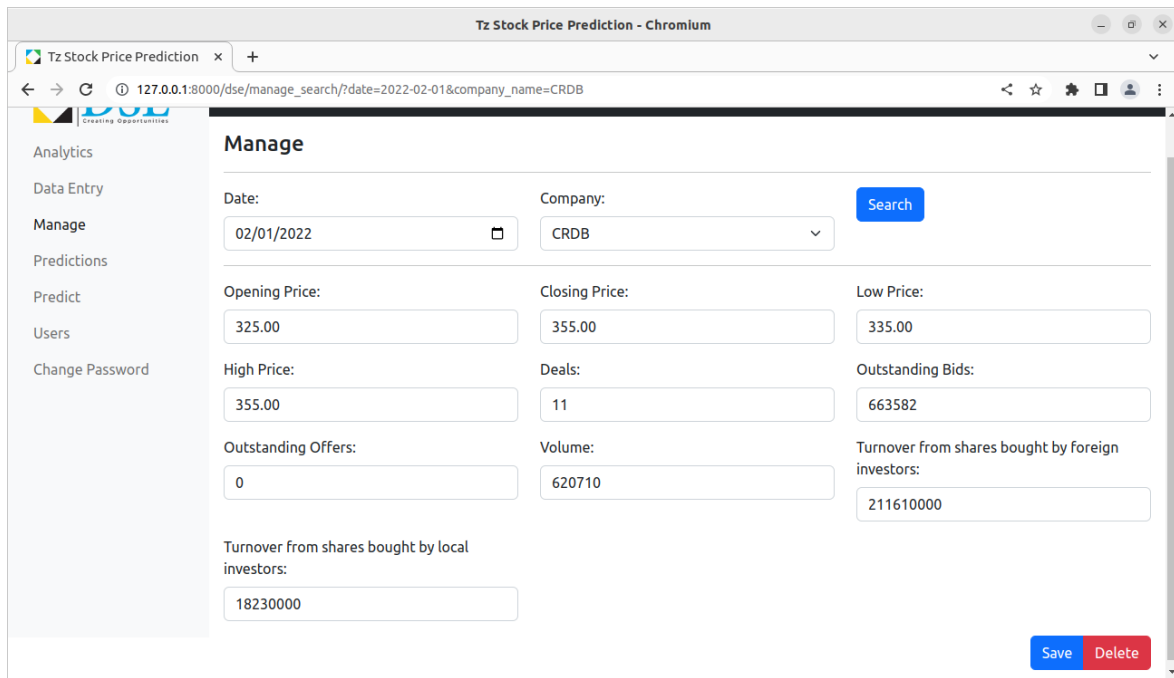 Tz Stock Price Prediction - Chromium
Tz Stock Price Prediction
127.0.0.1:8000/dse/manage_search/?date=2022-02-01&company_name=CRDB
DSE
Creating Opportunities
Analytics
Data Entry
Manage
Predictions
Predict
Users
Change Password
Manage
Date:
02/01/2022
Company:
CRDB
Search
Opening Price:
325.00
Closing Price:
355.00
Low Price:
335.00
High Price:
355.00
Deals:
11
Outstanding Bids:
663582
Outstanding Offers:
0
Volume:
620710
Turnover from shares bought by foreign
investors:
211610000
Turnover from shares bought by local
investors:
18230000
Save
Delete